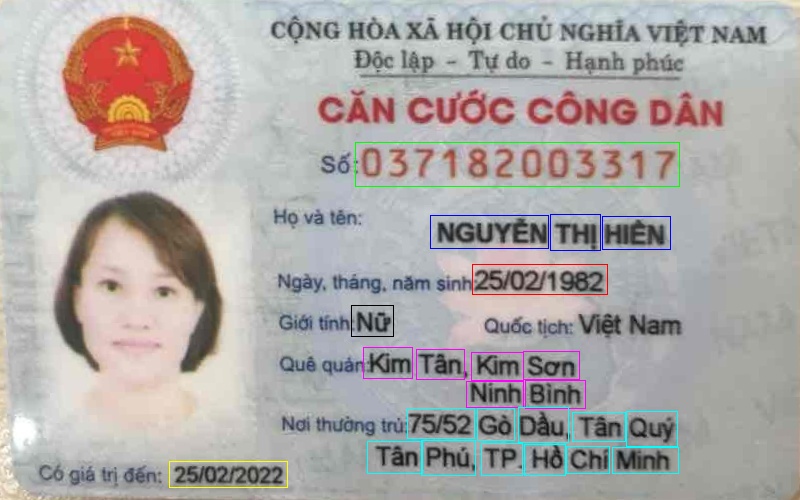 CỘNG HÒA XÃ HỘI CHỦ NGHĨA VIỆT NAM
Độc lập - Tự do - Hạnh phúc
CĂN CƯỚC CÔNG DÂN
Số: 037182003317
Họ và tên:
NGUYỄN THỊ HIÊN
Ngày, tháng, năm sinh: 25/02/1982
Giới tính: Nữ Quốc tịch: Việt Nam
Quê quán: Kim Tân, Kim Sơn
Ninh Bình
Nơi thường trú: 75/52 Gò Dầu, Tân Quý
Tân Phú, TP. Hồ Chí Minh
Có giá trị đến: 25/02/2022